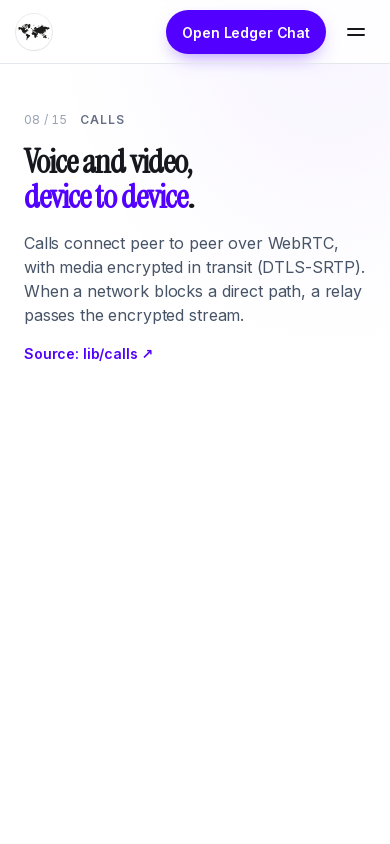 Open Ledger Chat
08 / 15 CALLS
Voice and video,
device to device.
Calls connect peer to peer over WebRTC,
with media encrypted in transit (DTLS-SRTP).
When a network blocks a direct path, a relay
passes the encrypted stream.
Source: lib/calls ↗